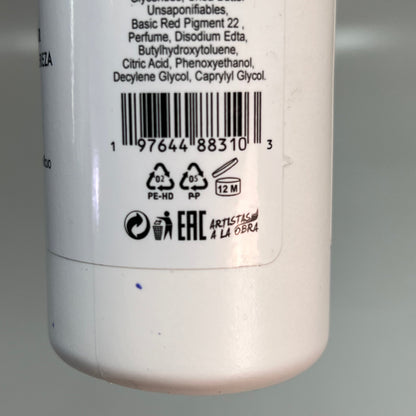 Unsaponifiables,
Basic Red Pigment 22 ,
Perfume, Disodium Edta,
Butylhydroxytoluene,
Citric Acid, Phenoxyethanol,
Decylene Glycol, Caprylyl Glycol.
1 97644 88310 3
02 05 12 M
PE-HD P-P
EAC ARTISTAS
A LA OBRA